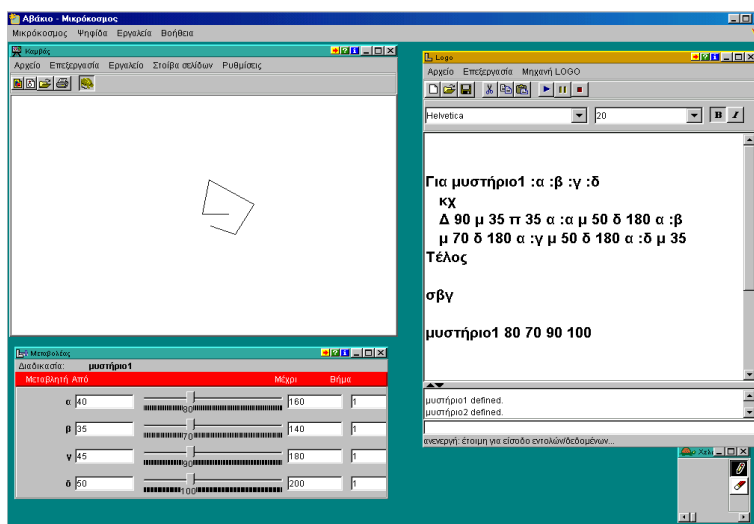 Αβάκιο - Μικρόκοσμος
Μικρόκοσμος Ψηφίδα Εργαλεία Βοήθεια
Καμβάς
Αρχείο Επεξεργασία Εργαλείο Στοίβα σελίδων Ρυθμίσεις
Logo
Αρχείο Επεξεργασία Μηχανή LOGO
Helvetica 20 B I
Για μυστήριο1 :α :β :γ :δ
κχ
Δ 90 μ 35 π 35 α :α μ 50 δ 180 α :β
μ 70 δ 180 α :γ μ 50 δ 180 α :δ μ 35
Τέλος
σβγ
μυστήριο1 80 70 90 100
μυστήριο1 defined.
μυστήριο2 defined.
ανενεργή: έτοιμη για είσοδο εντολών/δεδομένων...
Μεταβολέας
Διαδικασία: μυστήριο1
Μεταβλητή Από Μέχρι Βήμα
α 40 80 160 1
β 35 70 140 1
γ 45 90 180 1
δ 50 100 200 1